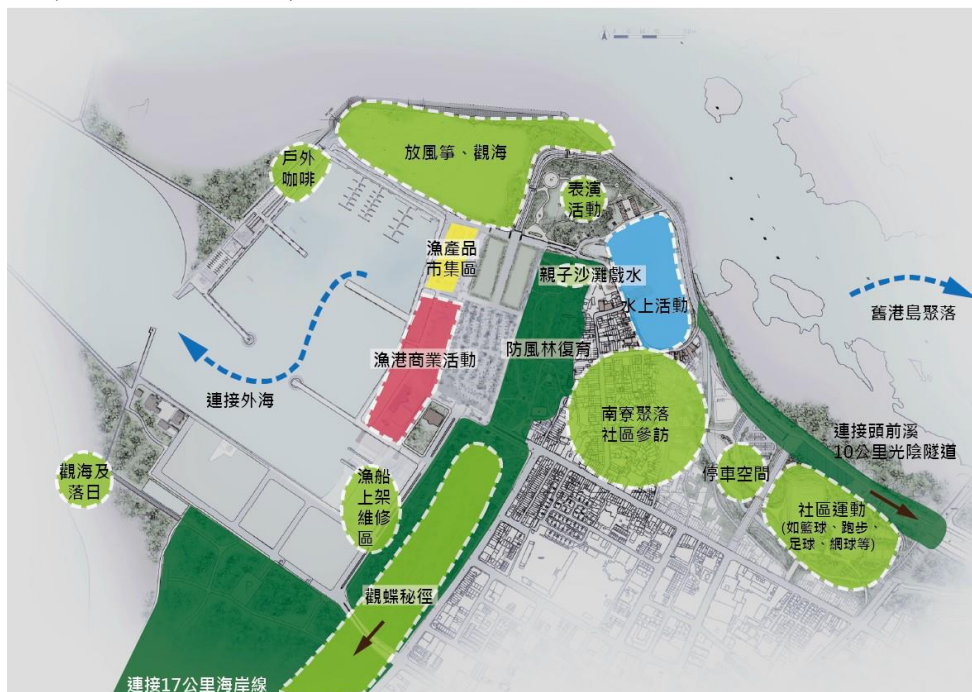 放風箏、觀海
戶外
咖啡
表演
活動
漁產品
市集區
親子沙灘戲水
水上活動
舊港島聚落
防風林復育
漁港商業活動
連接外海
南寮聚落
社區參訪
連接頭前溪
10公里光陰隧道
停車空間
觀海及
落日
漁船
上架
維修
區
社區運動
(如籃球、跑步、
足球、網球等)
觀蝶秘徑
連接17公里海岸線